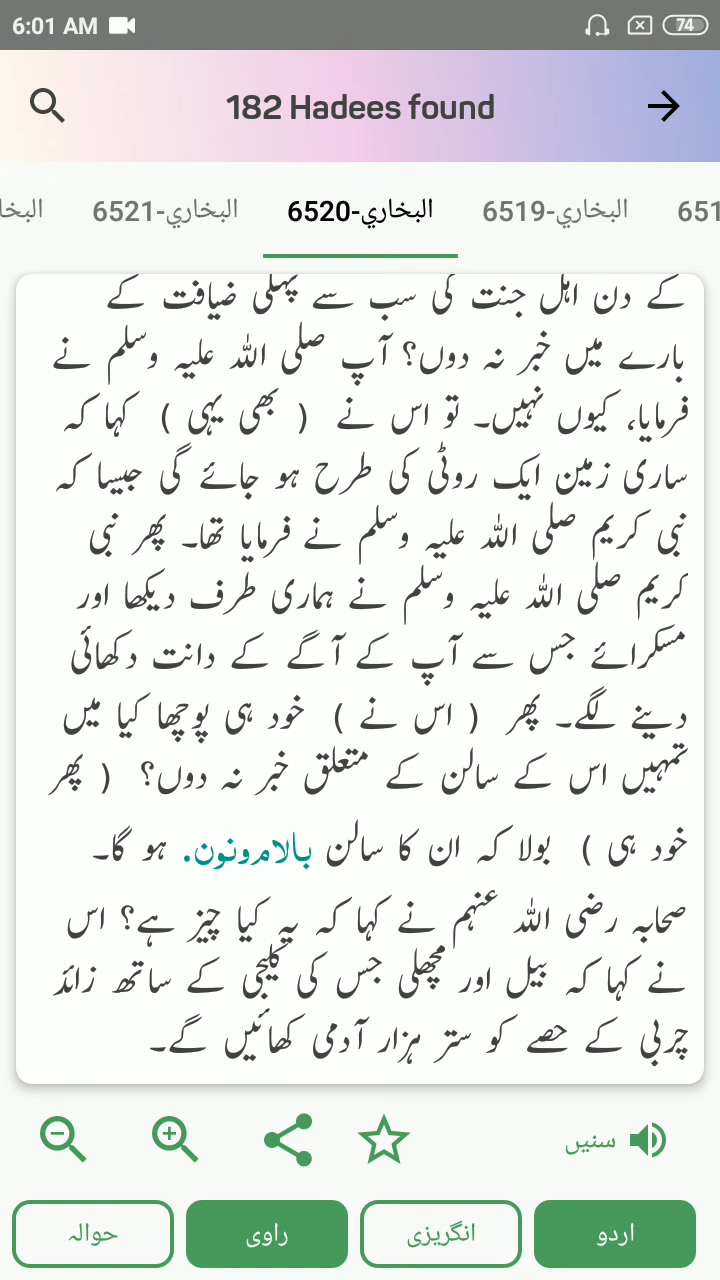 6:01 AM
74
182 Hadees found
البخا
6521-البخاري
6520-البخاري
6519-البخاري
651
کے دن اہل جنت کی سب سے پہلی ضیافت کے
بارے میں خبر نہ دوں؟ آپ صلی اللہ علیہ وسلم نے
فرمایا، کیوں نہیں۔ تو اس نے ( بھی یہی ) کہا کہ
ساری زمین ایک روٹی کی طرح ہو جائے گی جیسا کہ
نبی کریم صلی اللہ علیہ وسلم نے فرمایا تھا۔ پھر نبی
کریم صلی اللہ علیہ وسلم نے ہماری طرف دیکھا اور
مسکرائے جس سے آپ کے آگے کے دانت دکھائی
دینے لگے۔ پھر ( اس نے ) خود ہی پوچھا کیا میں
تمہیں اس کے سالن کے متعلق خبر نہ دوں؟ ( پھر
خود ہی ) بولا کہ ان کا سالن بالامرونون. ہو گا۔
صحابہ رضی اللہ عنہم نے کہا کہ یہ کیا چیز ہے؟ اس
نے کہا کہ بیل اور مچھلی جس کی کلیجی کے ساتھ زائد
چربی کے حصے کو ستر ہزار آدمی کھائیں گے۔
سنیں
حوالہ
راوی
انگریزی
اردو